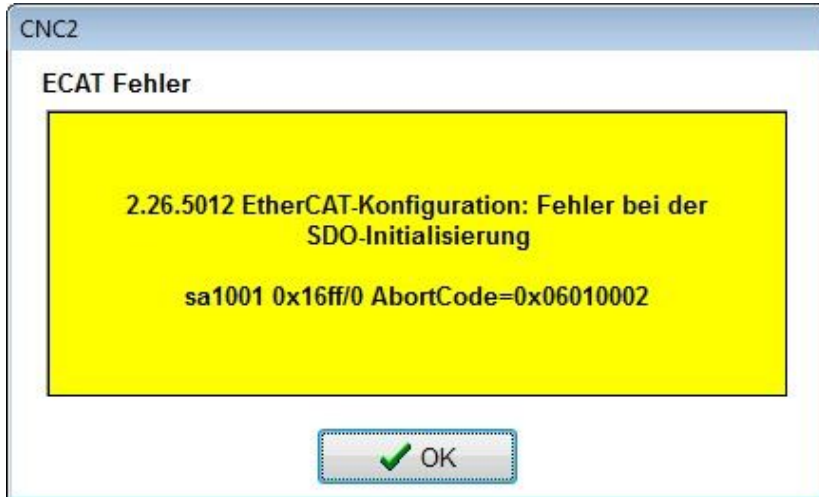 CNC2
ECAT Fehler
2.26.5012 EtherCAT-Konfiguration: Fehler bei der
SDO-Initialisierung
sa1001 0x16ff/0 AbortCode=0x06010002
OK